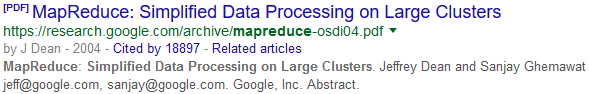 [PDF] MapReduce: Simplified Data Processing on Large Clusters
https://research.google.com/archive/mapreduce-osdi04.pdf
by J Dean - 2004 - Cited by 18897 - Related articles
MapReduce: Simplified Data Processing on Large Clusters. Jeffrey Dean and Sanjay Ghemawat
jeff@google.com, sanjay@google.com. Google, Inc. Abstract.